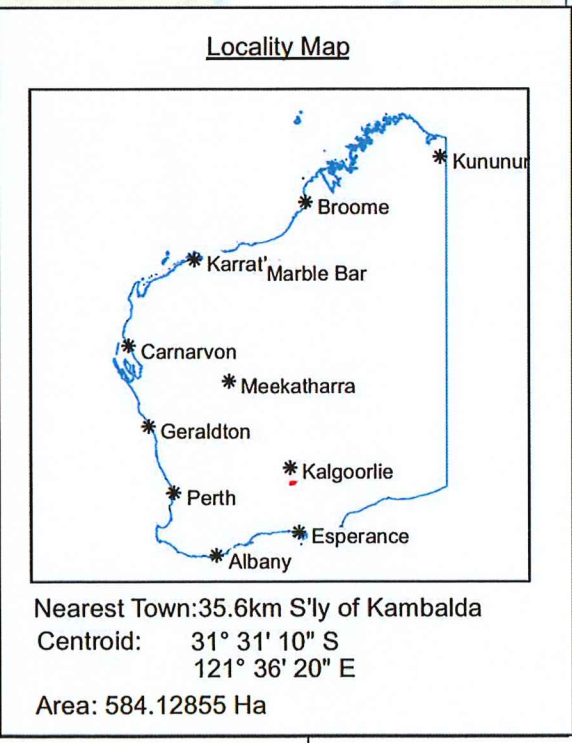 Locality Map
Kununur
Broome
Karrat'
Marble Bar
Carnarvon
Meekatharra
Geraldton
Kalgoorlie
Perth
Esperance
Albany
Nearest Town:35.6km S'ly of Kambalda
Centroid: 31° 31' 10" S
121° 36' 20" E
Area: 584.12855 Ha